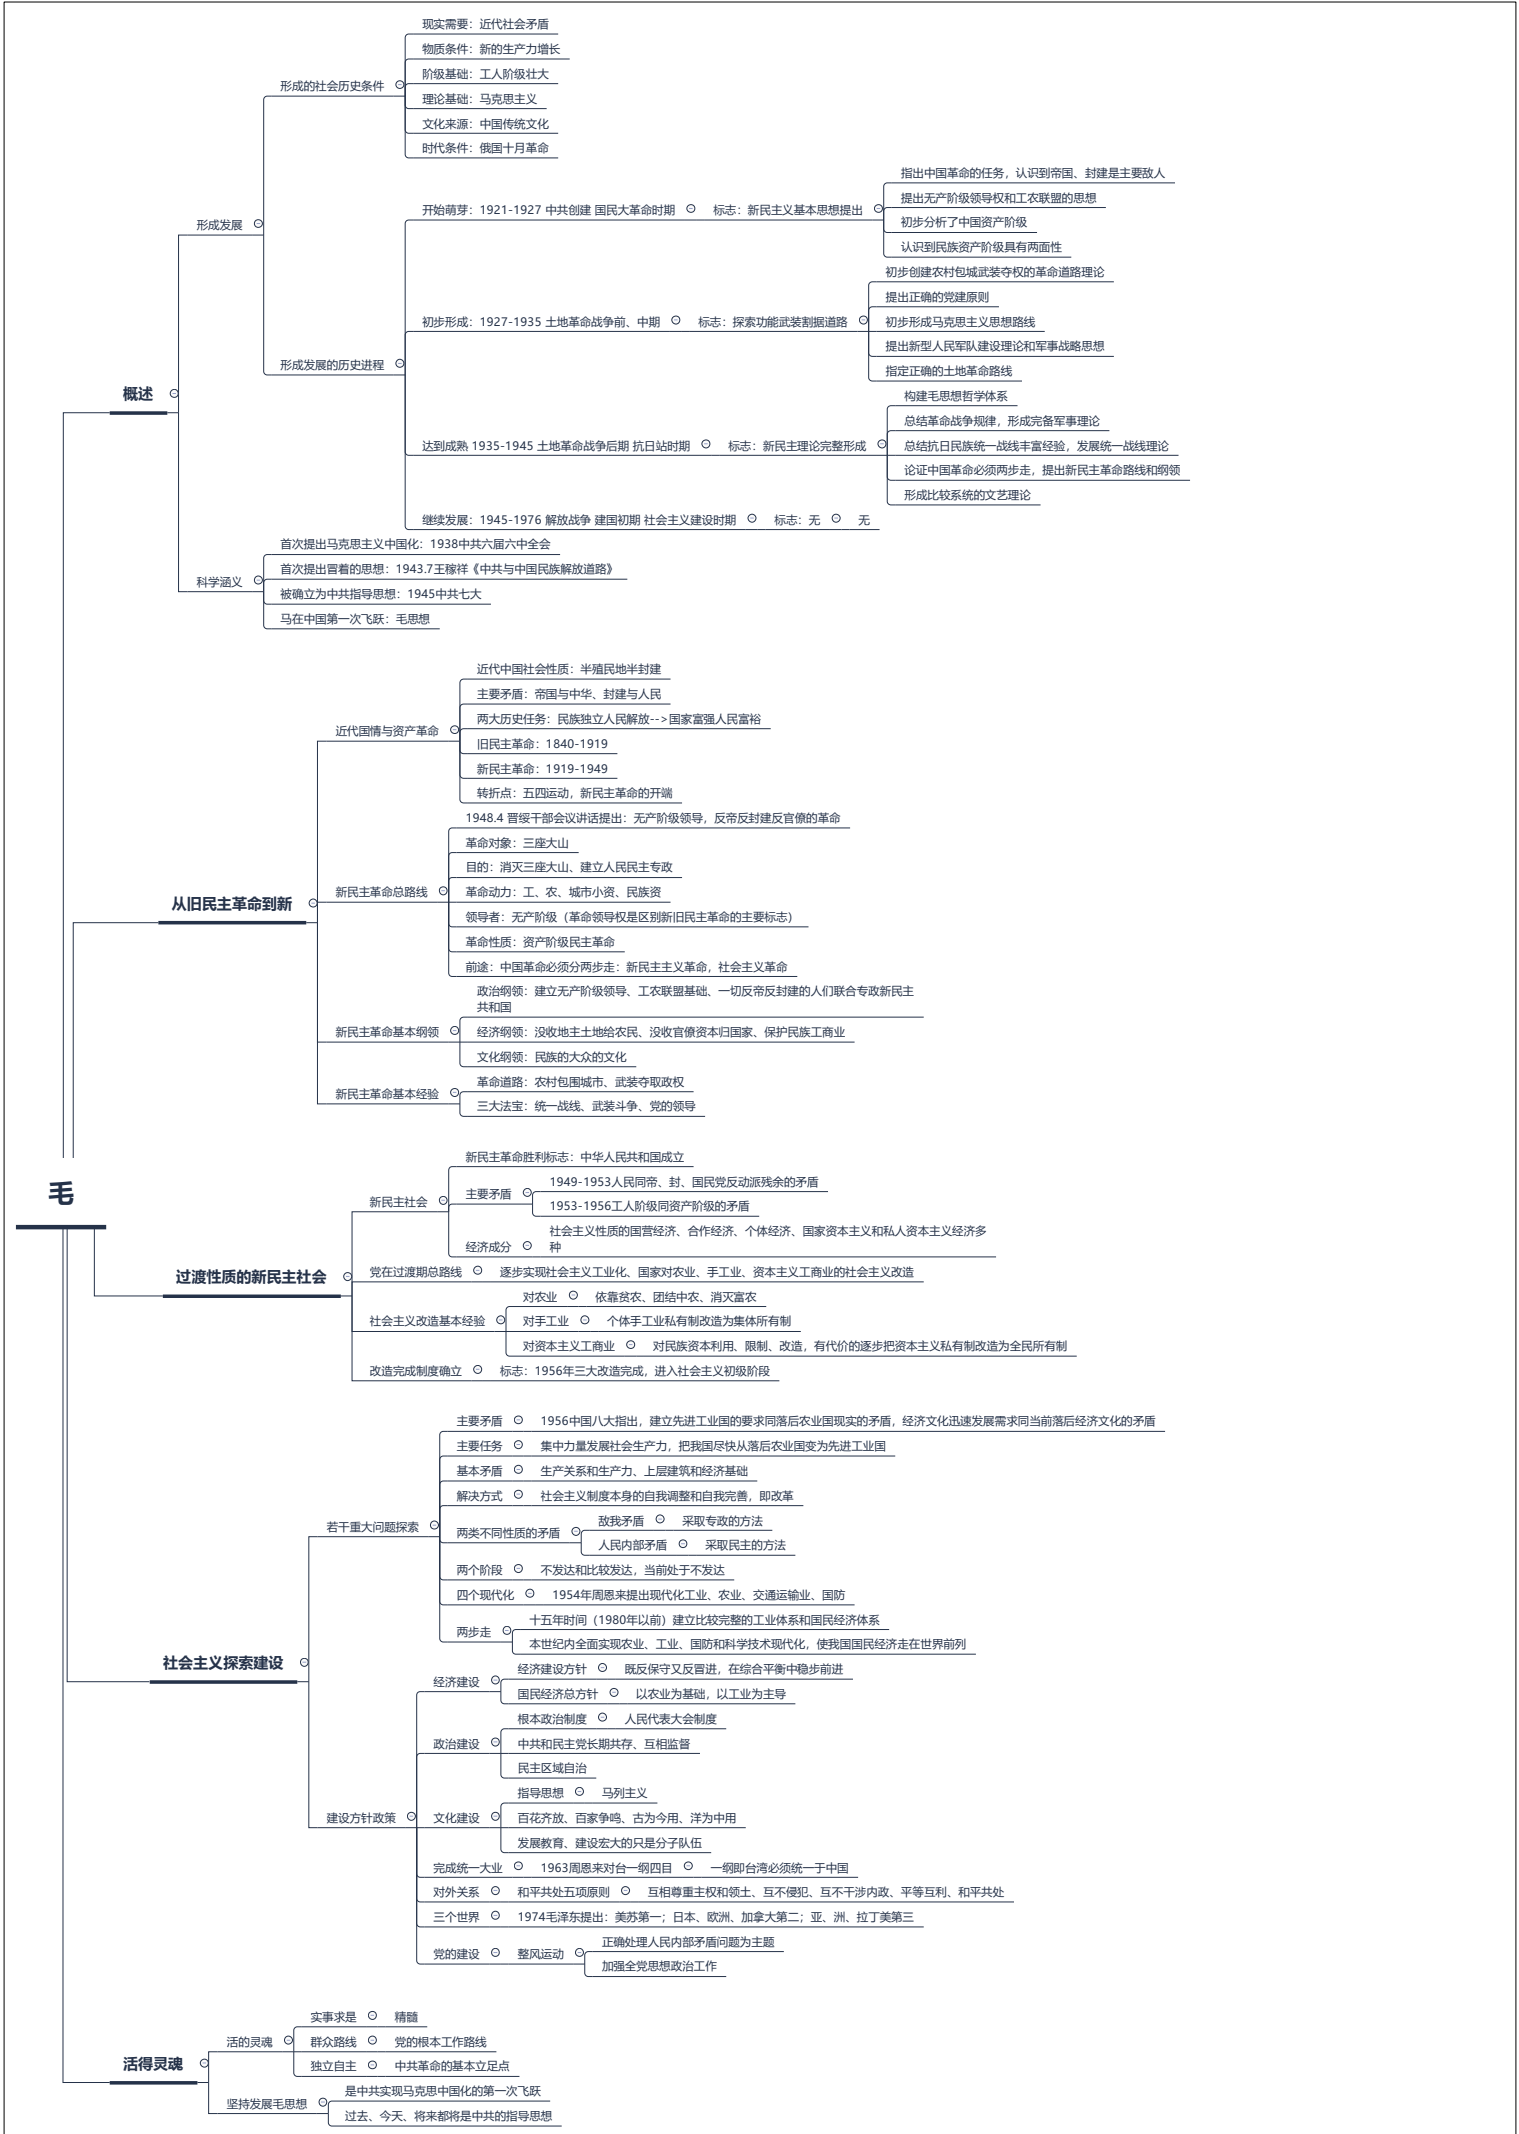 毛
概述
形成发展
形成的社会历史条件
现实需要：近代社会矛盾
物质条件：新的生产力增长
阶级基础：工人阶级壮大
理论基础：马克思主义
文化来源：中国传统文化
时代条件：俄国十月革命
形成发展的历史进程
开始萌芽：1921-1927 中共创建 国民大革命时期
标志：新民主义基本思想提出
指出中国革命的任务，认识到帝国、封建是主要敌人
提出无产阶级领导权和工农联盟的思想
初步分析了中国资产阶级
认识到民族资产阶级具有两面性
初步形成：1927-1935 土地革命战争前、中期
标志：探索功能武装割据道路
初步创建农村包城武装夺权的革命道路理论
提出正确的党建原则
初步形成马克思主义思想路线
提出新型人民军队建设理论和军事战略思想
指定正确的土地革命路线
达到成熟 1935-1945 土地革命战争后期 抗日站时期
标志：新民主理论完整形成
构建毛思想哲学体系
总结革命战争规律，形成完备军事理论
总结抗日民族统一战线丰富经验，发展统一战线理论
论证中国革命必须两步走，提出新民主革命路线和纲领
形成比较系统的文艺理论
继续发展：1945-1976 解放战争 建国初期 社会主义建设时期
标志：无
无
科学涵义
首次提出马克思主义中国化：1938中共六届六中全会
首次提出冒着的思想：1943.7王稼祥《中共与中国民族解放道路》
被确立为中共指导思想：1945中共七大
马在中国第一次飞跃：毛思想
从旧民主革命到新
近代国情与资产革命
近代中国社会性质：半殖民地半封建
主要矛盾：帝国与中华、封建与人民
两大历史任务：民族独立人民解放-->国家富强人民富裕
旧民主革命：1840-1919
新民主革命：1919-1949
转折点：五四运动，新民主革命的开端
新民主革命总路线
1948.4 晋绥干部会议讲话提出：无产阶级领导，反帝反封建反官僚的革命
革命对象：三座大山
目的：消灭三座大山、建立人民民主专政
革命动力：工、农、城市小资、民族资
领导者：无产阶级（革命领导权是区别新旧民主革命的主要标志）
革命性质：资产阶级民主革命
前途：中国革命必须分两步走：新民主主义革命，社会主义革命
新民主革命基本纲领
政治纲领：建立无产阶级领导、工农联盟基础、一切反帝反封建的人们联合专政新民主
共和国
经济纲领：没收地主土地给农民、没收官僚资本归国家、保护民族工商业
文化纲领：民族的大众的文化
新民主革命基本经验
革命道路：农村包围城市、武装夺取政权
三大法宝：统一战线、武装斗争、党的领导
过渡性质的新民主社会
新民主社会
新民主革命胜利标志：中华人民共和国成立
主要矛盾
1949-1953人民同帝、封、国民党反动派残余的矛盾
1953-1956工人阶级同资产阶级的矛盾
经济成分
社会主义性质的国营经济、合作经济、个体经济、国家资本主义和私人资本主义经济多
种
党在过渡期总路线
逐步实现社会主义工业化、国家对农业、手工业、资本主义工商业的社会主义改造
社会主义改造基本经验
对农业
依靠贫农、团结中农、消灭富农
对手工业
个体手工业私有制改造为集体所有制
对资本主义工商业
对民族资本利用、限制、改造，有代价的逐步把资本主义私有制改造为全民所有制
改造完成制度确立
标志：1956年三大改造完成，进入社会主义初级阶段
社会主义探索建设
若干重大问题探索
主要矛盾
1956中国八大指出，建立先进工业国的要求同落后农业国现实的矛盾，经济文化迅速发展需求同当前落后经济文化的矛盾
主要任务
集中力量发展社会生产力，把我国尽快从落后农业国变为先进工业国
基本矛盾
生产关系和生产力、上层建筑和经济基础
解决方式
社会主义制度本身的自我调整和自我完善，即改革
两类不同性质的矛盾
敌我矛盾
采取专政的方法
人民内部矛盾
采取民主的方法
两个阶段
不发达和比较发达，当前处于不发达
四个现代化
1954年周恩来提出现代化工业、农业、交通运输业、国防
两步走
十五年时间（1980年以前）建立比较完整的工业体系和国民经济体系
本世纪内全面实现农业、工业、国防和科学技术现代化，使我国国民经济走在世界前列
建设方针政策
经济建设
经济建设方针
既反保守又反冒进，在综合平衡中稳步前进
国民经济总方针
以农业为基础，以工业为主导
政治建设
根本政治制度
人民代表大会制度
中共和民主党长期共存、互相监督
民主区域自治
文化建设
指导思想
马列主义
百花齐放、百家争鸣、古为今用、洋为中用
发展教育、建设宏大的只是分子队伍
完成统一大业
1963周恩来对台一纲四目
一纲即台湾必须统一于中国
对外关系
和平共处五项原则
互相尊重主权和领土、互不侵犯、互不干涉内政、平等互利、和平共处
三个世界
1974毛泽东提出：美苏第一；日本、欧洲、加拿大第二；亚、洲、拉丁美第三
党的建设
整风运动
正确处理人民内部矛盾问题为主题
加强全党思想政治工作
活得灵魂
活的灵魂
实事求是
精髓
群众路线
党的根本工作路线
独立自主
中共革命的基本立足点
坚持发展毛思想
是中共实现马克思中国化的第一次飞跃
过去、今天、将来都将是中共的指导思想